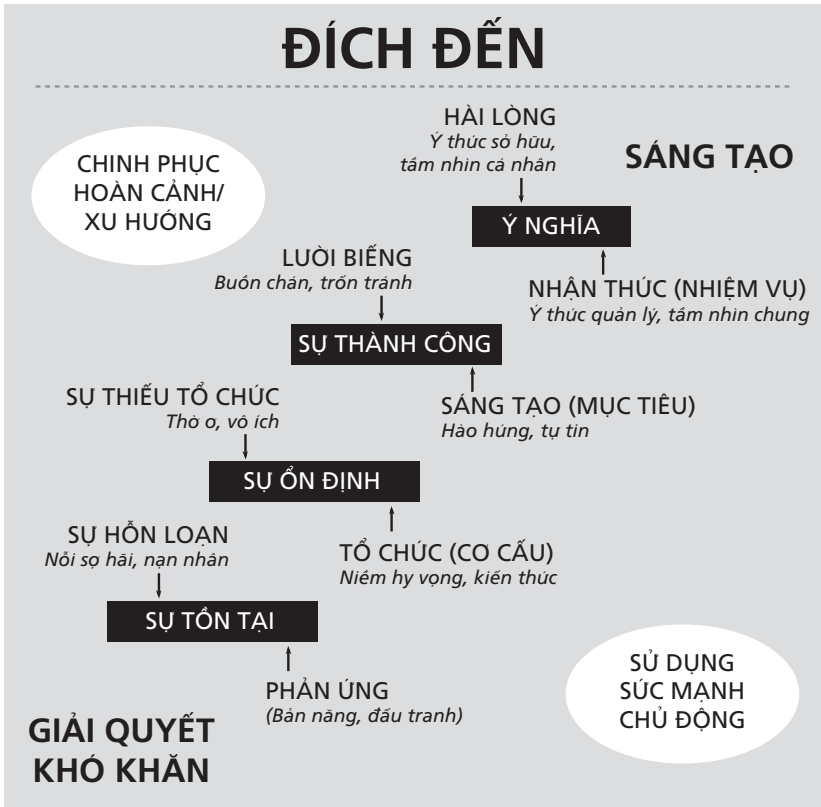 ĐÍCH ĐẾN
HÀI LÒNG
Ý thức sở hữu,
tầm nhìn cá nhân
SÁNG TẠO
CHINH PHỤC
HOÀN CẢNH/
XU HƯỚNG
Ý NGHĨA
LƯỜI BIẾNG
Buồn chán, trốn tránh
NHẬN THỨC (NHIỆM VỤ)
Ý thức quản lý, tầm nhìn chung
SỰ THÀNH CÔNG
SỰ THIẾU TỔ CHỨC
Thờ ơ, vô ích
SÁNG TẠO (MỤC TIÊU)
Hào hứng, tự tin
SỰ ỔN ĐỊNH
SỰ HỖN LOẠN
Nỗi sợ hãi, nạn nhân
TỔ CHỨC (CƠ CẤU)
Niềm hy vọng, kiến thức
SỰ TỒN TẠI
PHẢN ỨNG
(Bản năng, đấu tranh)
SỬ DỤNG
SỨC MẠNH
CHỦ ĐỘNG
GIẢI QUYẾT
KHÓ KHĂN